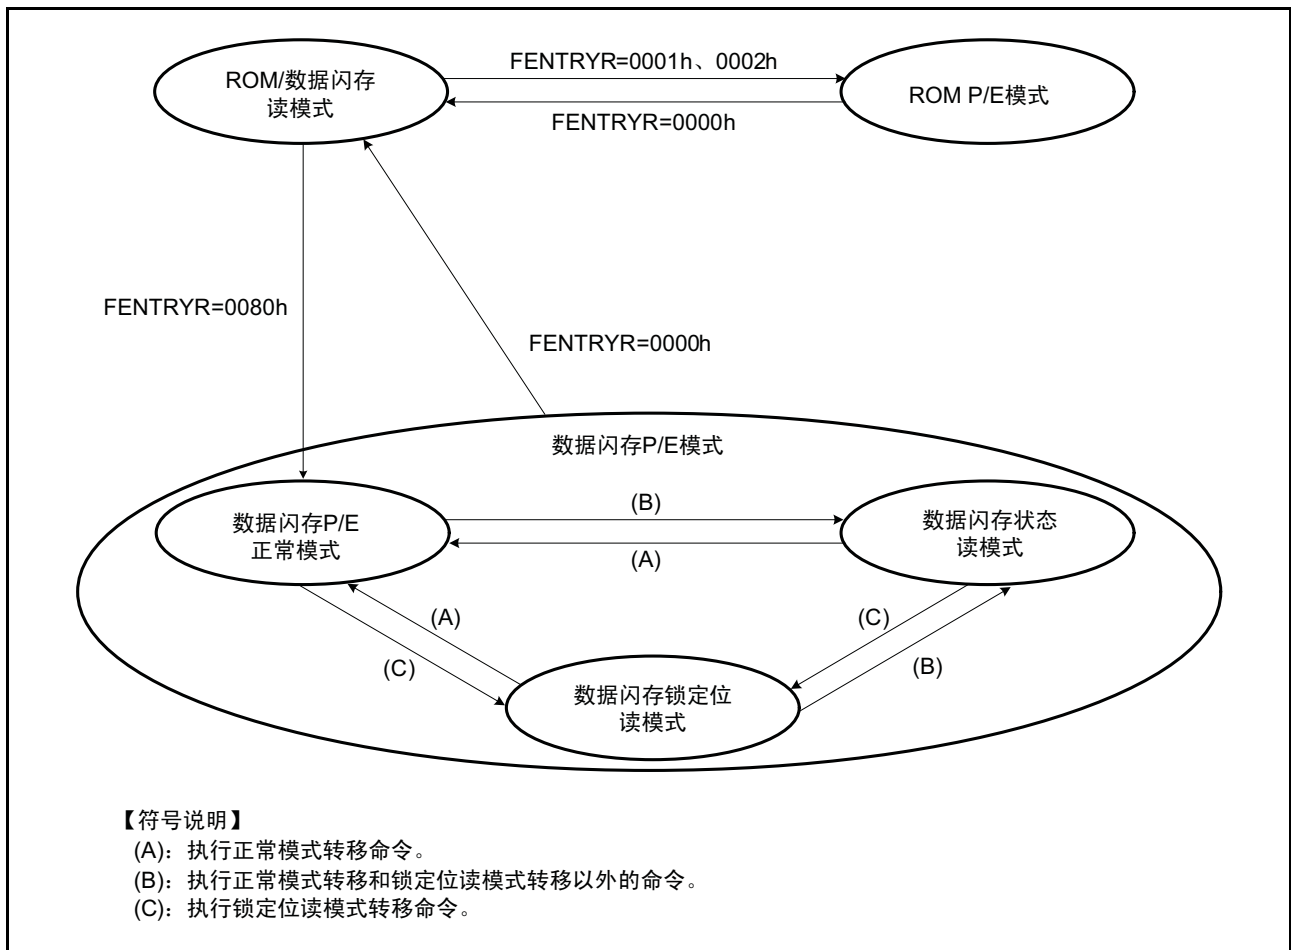 ROM/数据闪存
读模式
FENTRYR=0001h、0002h
FENTRYR=0000h
ROM P/E模式
FENTRYR=0080h
FENTRYR=0000h
数据闪存P/E模式
数据闪存P/E
正常模式
(B)
(A)
数据闪存状态
读模式
(A)
(C)
(C)
(B)
数据闪存锁定位
读模式
【符号说明】
(A)：执行正常模式转移命令。
(B)：执行正常模式转移和锁定位读模式转移以外的命令。
(C)：执行锁定位读模式转移命令。